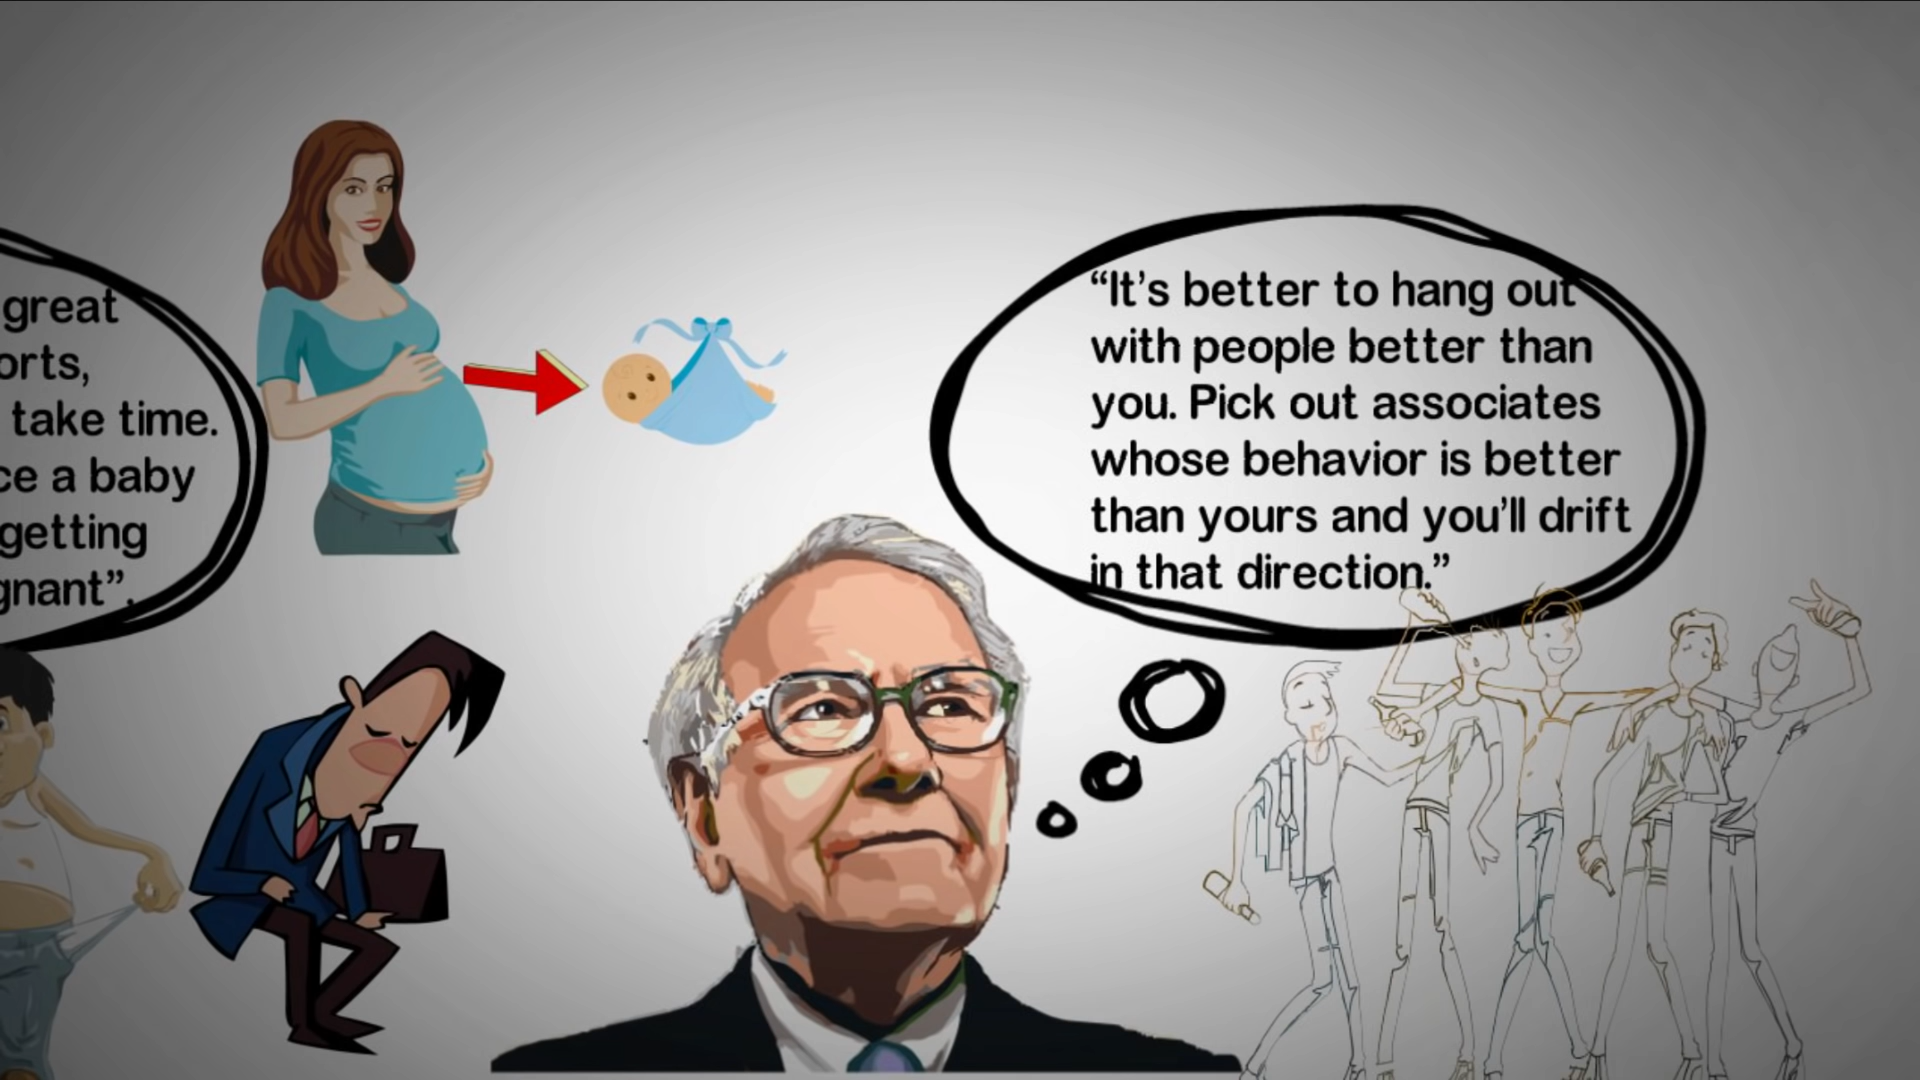 great
orts,
take time.
ce a baby
getting
gnant”.
“It’s better to hang out
with people better than
you. Pick out associates
whose behavior is better
than yours and you’ll drift
in that direction.”